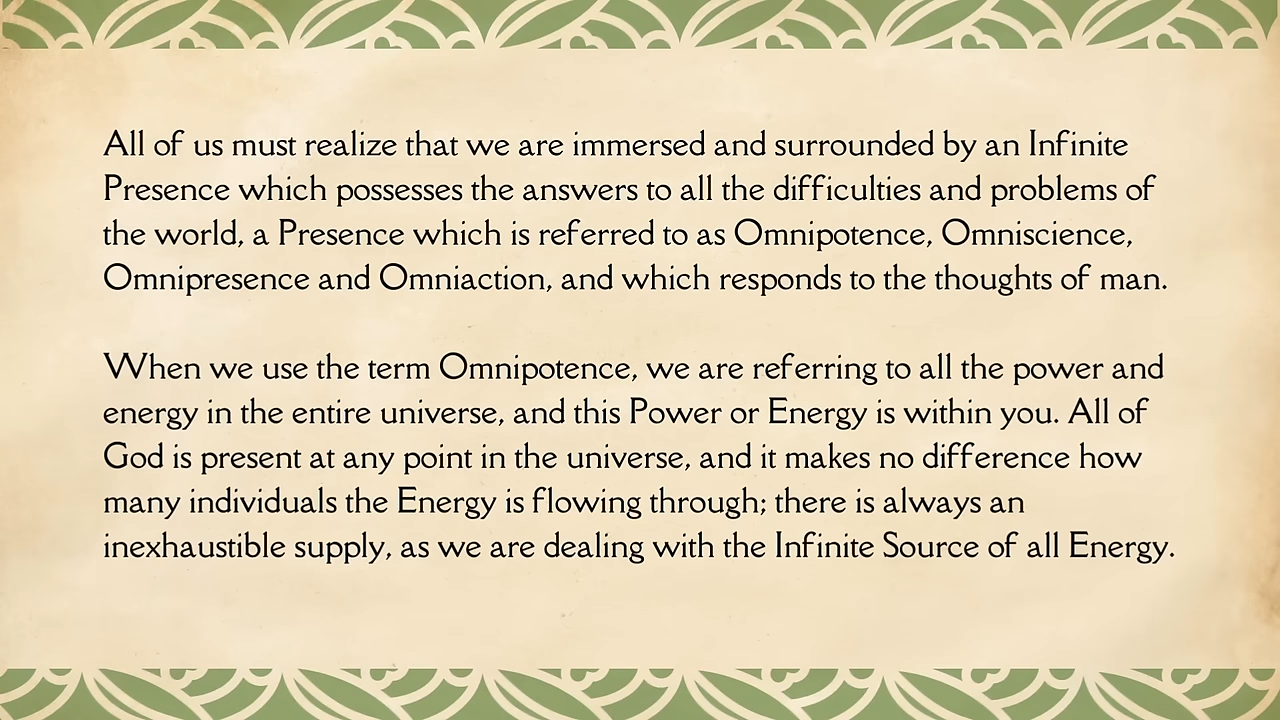 All of us must realize that we are immersed and surrounded by an Infinite
Presence which possesses the answers to all the difficulties and problems of
the world, a Presence which is referred to as Omnipotence, Omniscience,
Omnipresence and Omniaction, and which responds to the thoughts of man.
When we use the term Omnipotence, we are referring to all the power and
energy in the entire universe, and this Power or Energy is within you. All of
God is present at any point in the universe, and it makes no difference how
many individuals the Energy is flowing through; there is always an
inexhaustible supply, as we are dealing with the Infinite Source of all Energy.